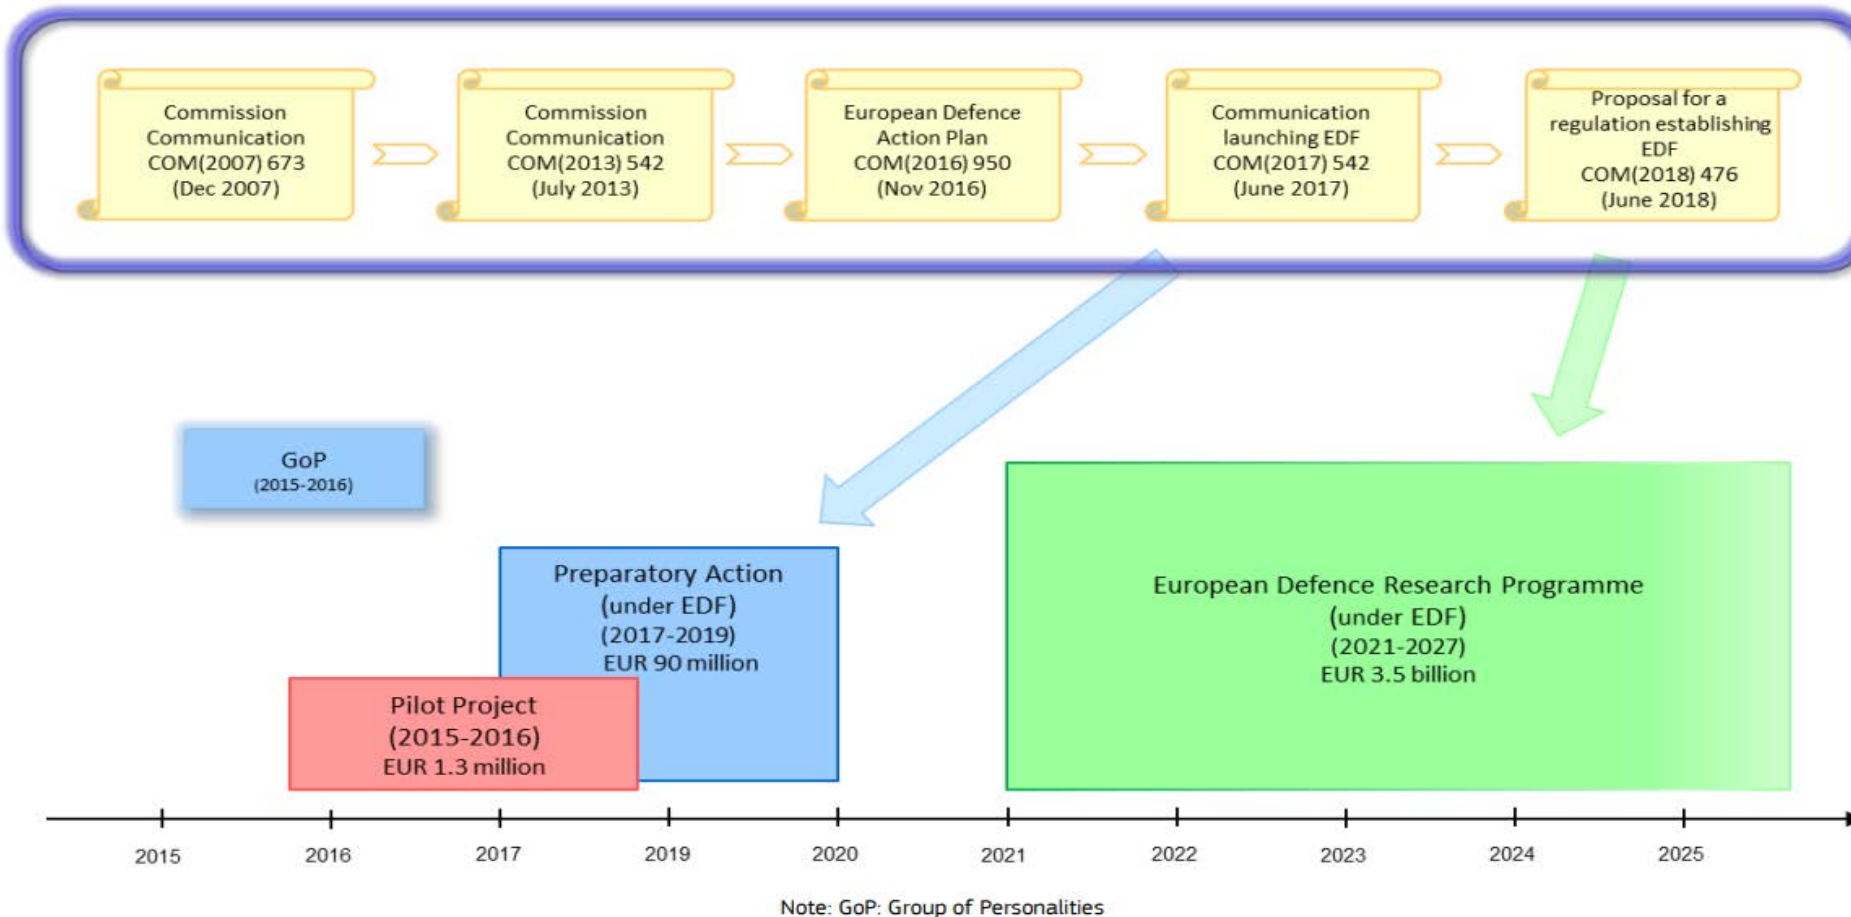 Commission
Communication
COM(2007) 673
(Dec 2007)
Commission
Communication
COM(2013) 542
(July 2013)
European Defence
Action Plan
COM(2016) 950
(Nov 2016)
Communication
launching EDF
COM(2017) 542
(June 2017)
Proposal for a
regulation establishing
EDF
COM(2018) 476
(June 2018)
GoP
(2015-2016)
Preparatory Action
(under EDF)
(2017-2019)
EUR 90 million
Pilot Project
(2015-2016)
EUR 1.3 million
European Defence Research Programme
(under EDF)
(2021-2027)
EUR 3.5 billion
2015 2016 2017 2019 2020 2021 2022 2023 2024 2025
Note: GoP: Group of Personalities